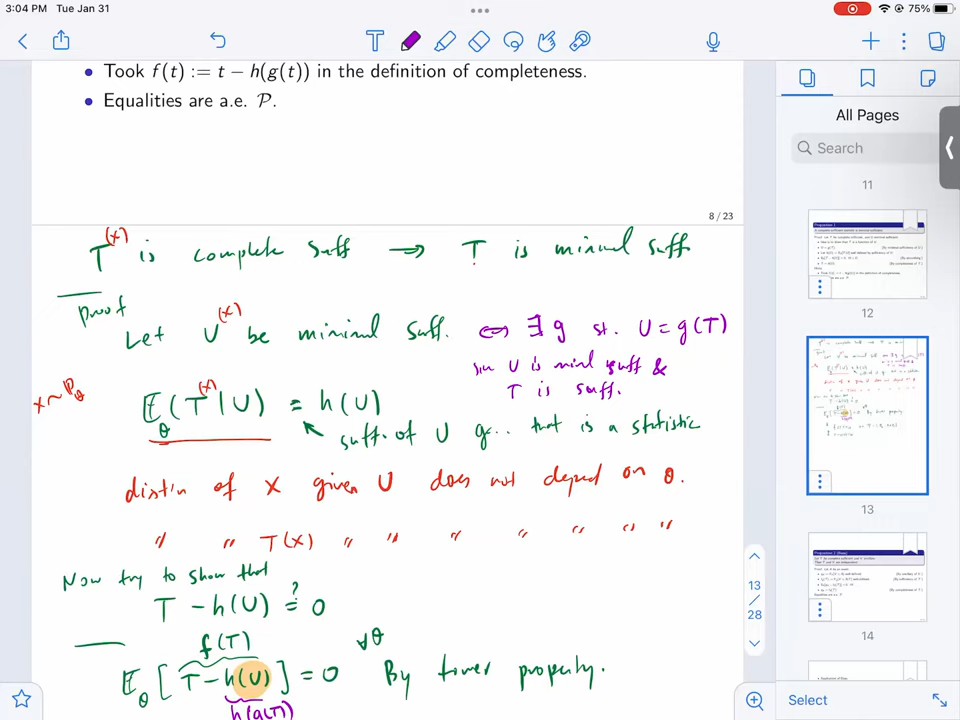 3:04 PM Tue Jan 31
75%
• Took f(t) := t − h(g(t)) in the definition of completeness.
• Equalities are a.e. 𝒫.
8 / 23
T(X) is complete suff → T is minimal suff
proof
Let U(X) be minimal suff. ⟺ ∃ g st. U = g(T)
sin U is minl suff &
T is suff.
X ~ P_θ
E_θ(T(X) | U) = h(U)
suff. of U g.. that is a statistic
distin of X given U does not depend on θ.
" " T(X) " " " " " " "
Now try to show that
T − h(U) ≟ 0
f(T) ∀θ
E_θ[T − h(U)] = 0 By tower property.
h(g(T))
All Pages
Search
11
12
13
14
13
/
28
Select